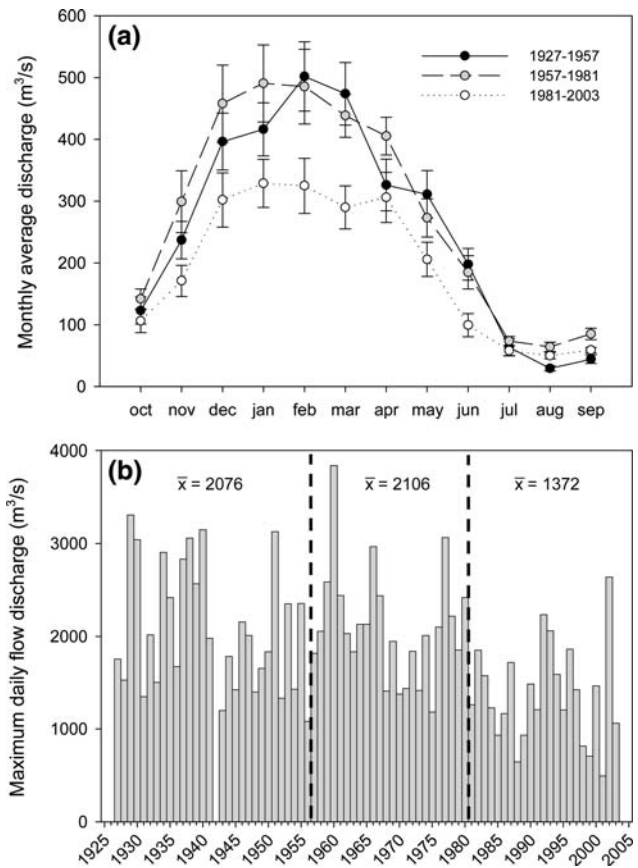 (a)
Monthly average discharge (m³/s)
600
500
400
300
200
100
0
1927-1957
1957-1981
1981-2003
oct nov dec jan feb mar apr may jun jul aug sep
(b)
Maximum daily flow discharge (m³/s)
4000
3000
2000
1000
0
x̅ = 2076
x̅ = 2106
x̅ = 1372
1925 1930 1935 1940 1945 1950 1955 1960 1965 1970 1975 1980 1985 1990 1995 2000 2005